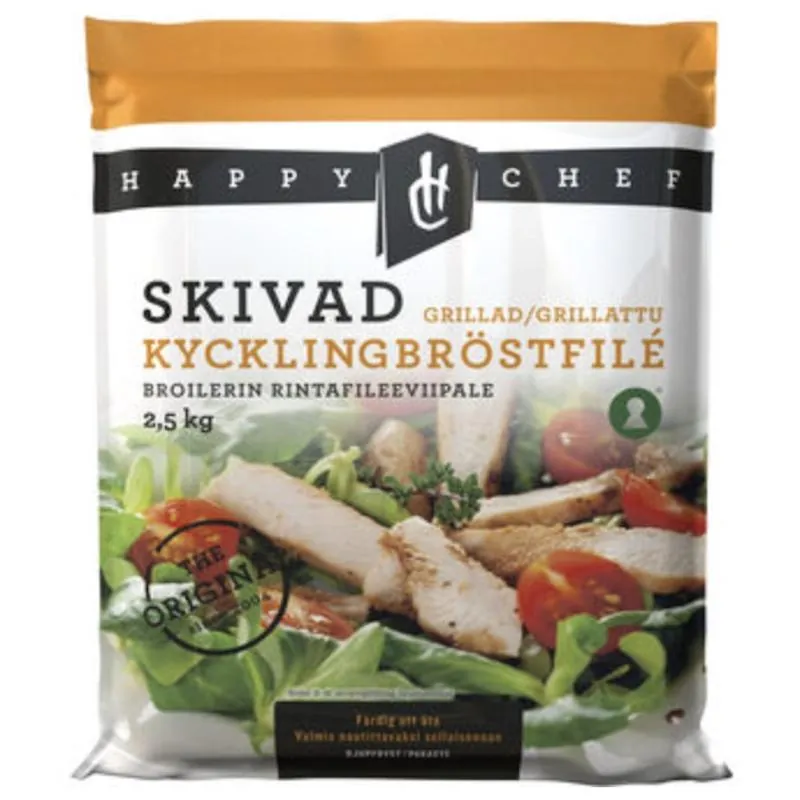 HAPPY CHEF
SKIVAD GRILLAD/GRILLATTU
KYCKLINGBRÖSTFILÉ
BROILERIN RINTAFILEEVIIPALE
2,5 kg
THE
ORIGINAL
Färdig att äta
Valmis nautittavaksi sellaisenaan
DJUPFRYST/PAKASTE